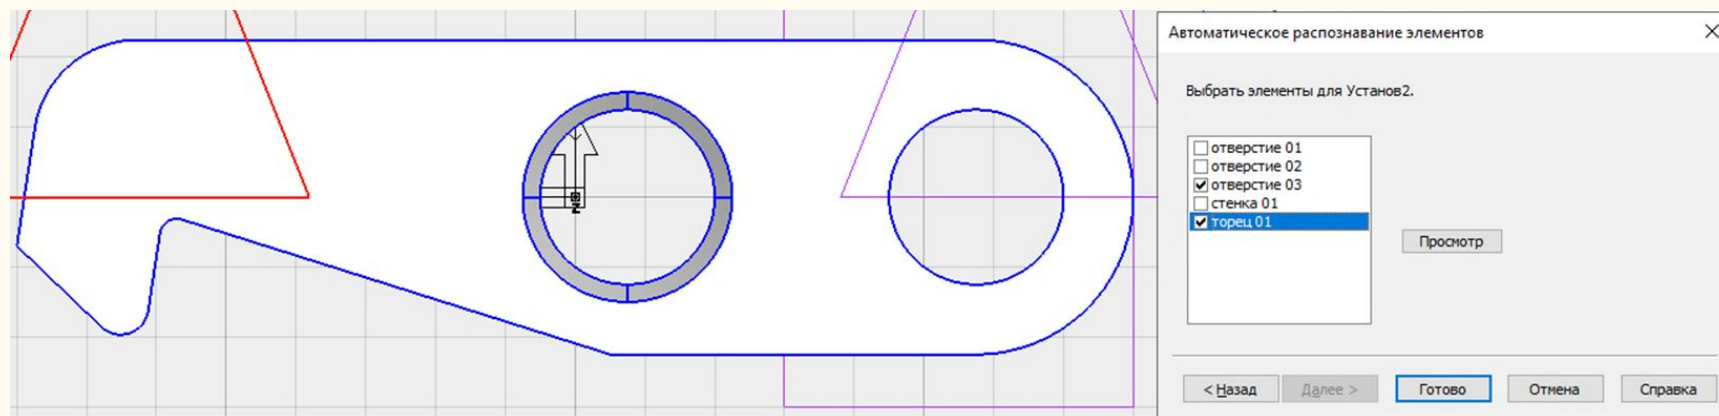 Автоматическое распознавание элементов
Выбрать элементы для Установ2.
отверстие 01
отверстие 02
отверстие 03
стенка 01
торец 01
Просмотр
< Назад
Далее >
Готово
Отмена
Справка